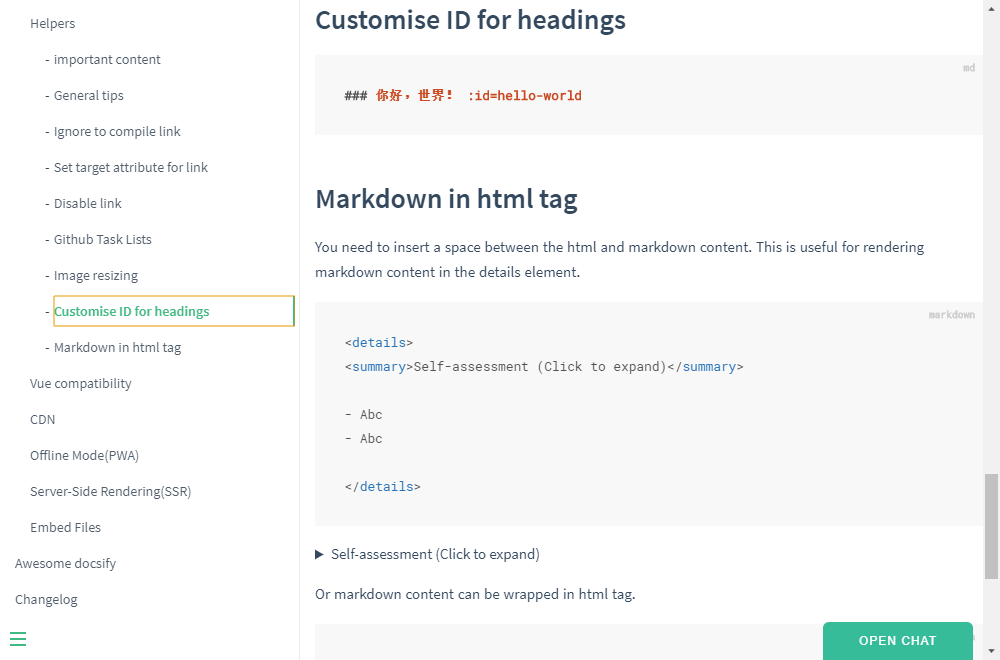 Helpers
- important content
- General tips
- Ignore to compile link
- Set target attribute for link
- Disable link
- Github Task Lists
- Image resizing
- Customise ID for headings
- Markdown in html tag
Vue compatibility
CDN
Offline Mode(PWA)
Server-Side Rendering(SSR)
Embed Files
Awesome docsify
Changelog
Customise ID for headings
md
### 你好，世界！ :id=hello-world
Markdown in html tag
You need to insert a space between the html and markdown content. This is useful for rendering
markdown content in the details element.
markdown
<details>
<summary>Self-assessment (Click to expand)</summary>
- Abc
- Abc
</details>
Self-assessment (Click to expand)
Or markdown content can be wrapped in html tag.
OPEN CHAT